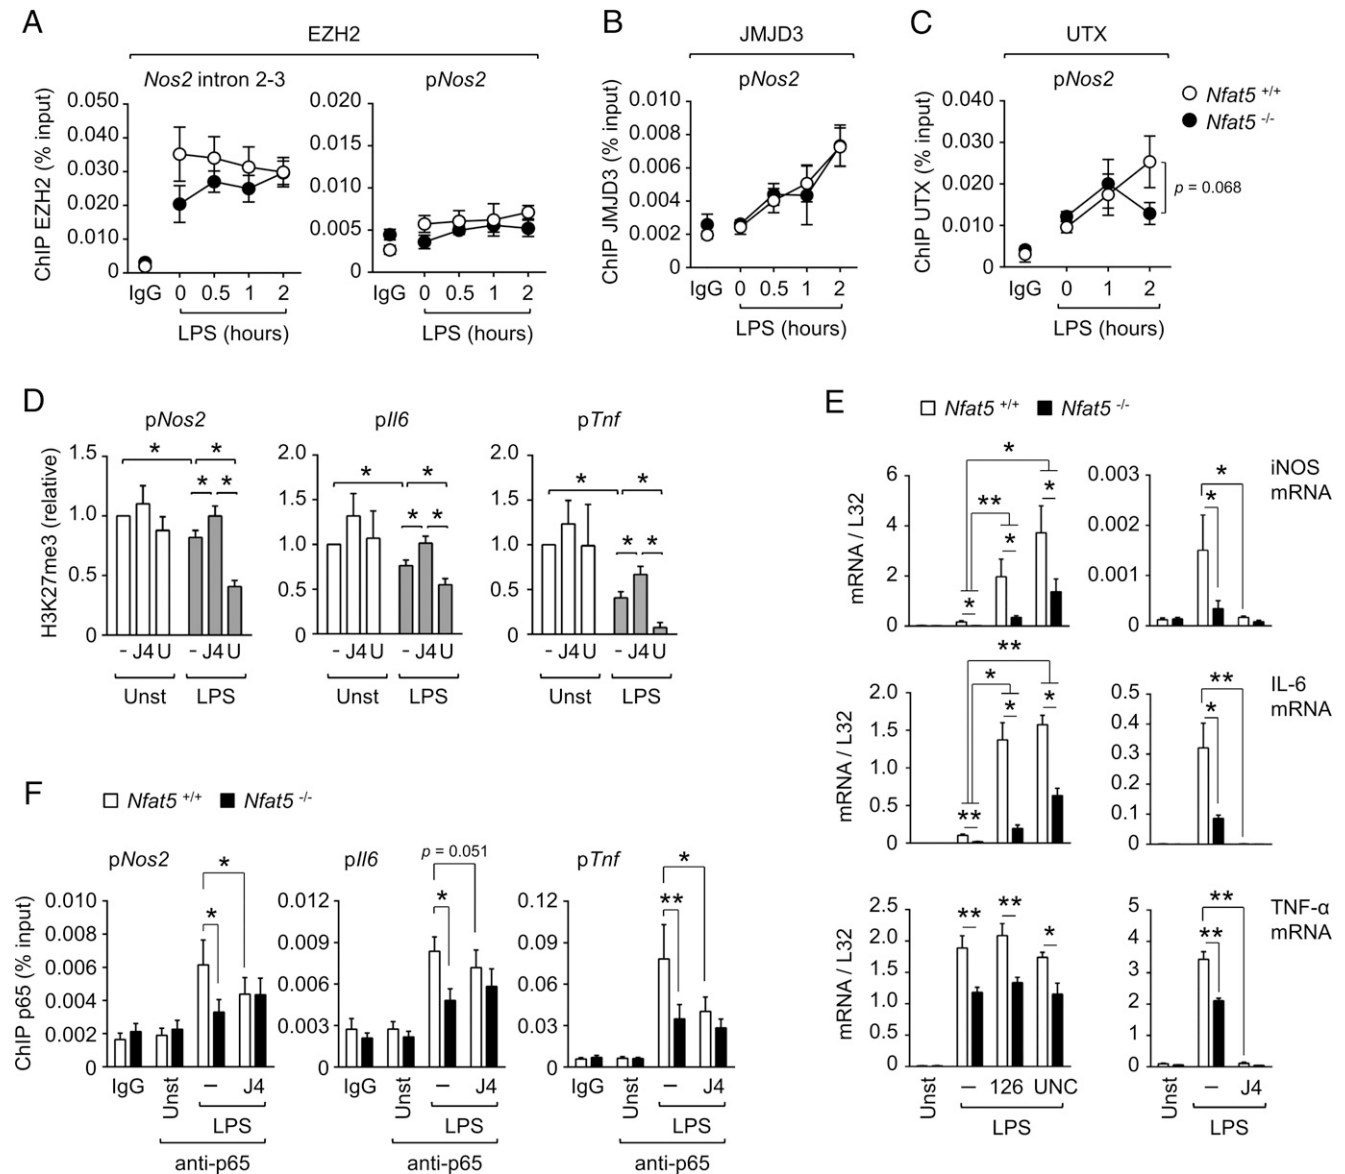 A
EZH2
Nos2 intron 2-3
pNos2
ChIP EZH2 (% input)
0.050
0.040
0.030
0.020
0.010
0
IgG
0
0.5
1
2
LPS (hours)
0.020
0.015
0.010
0.005
0
IgG
0
0.5
1
2
LPS (hours)
B
JMJD3
pNos2
ChIP JMJD3 (% input)
0.010
0.008
0.006
0.004
0.002
0
IgG
0
0.5
1
2
LPS (hours)
C
UTX
pNos2
ChIP UTX (% input)
0.040
0.030
0.020
0.010
0
IgG
0
1
2
LPS (hours)
p = 0.068
Nfat5 +/+
Nfat5 -/-
D
pNos2
H3K27me3 (relative)
1.5
1.0
0.5
0
* * * *
- J4 U - J4 U
Unst LPS
pIl6
2.0
1.5
1.0
0.5
0
* * * *
- J4 U - J4 U
Unst LPS
pTnf
2.0
1.5
1.0
0.5
0
* * * *
- J4 U - J4 U
Unst LPS
E
Nfat5 +/+ Nfat5 -/-
mRNA / L32
6
4
2
0
*
**
*
*
*
0.003
0.002
0.001
0
*
*
iNOS
mRNA
mRNA / L32
2.0
1.5
1.0
0.5
0
**
*
*
*
**
0.5
0.4
0.3
0.2
0.1
0
**
*
IL-6
mRNA
mRNA / L32
2.5
2.0
1.5
1.0
0.5
0
** ** *
Unst – 126 UNC
LPS
5
4
3
2
1
0
**
**
Unst – J4
LPS
TNF-α
mRNA
F
Nfat5 +/+ Nfat5 -/-
pNos2
ChIP p65 (% input)
0.010
0.008
0.006
0.004
0.002
0
*
*
IgG Unst – J4
LPS
anti-p65
pIl6
p = 0.051
0.012
0.009
0.006
0.003
0
*
IgG Unst – J4
LPS
anti-p65
pTnf
0.12
0.09
0.06
0.03
0
*
**
IgG Unst – J4
LPS
anti-p65